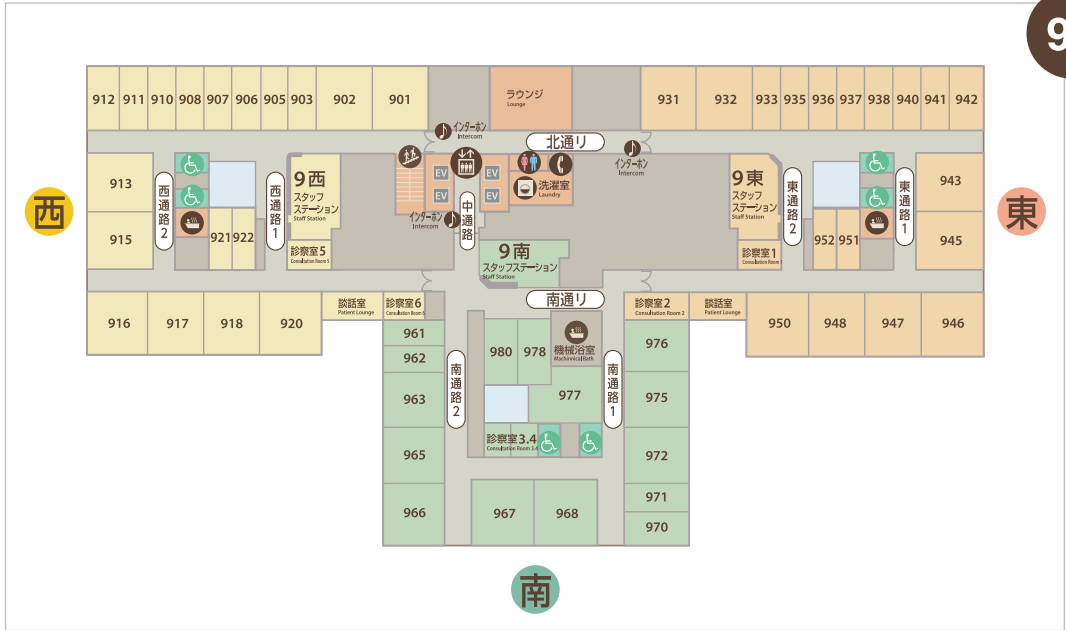 9
912 911 910 908 907 906 905 903 902 901
ラウンジ
Lounge
931 932 933 935 936 937 938 940 941 942
インターホン
Intercom
北通り
インターホン
Intercom
913
915
西通路2
921 922
西通路1
9西
スタッフ
ステーション
Staff Station
診察室5
Consultation Room 5
EV EV
EV EV
洗濯室
Laundry
インターホン
Intercom
中通路
9南
スタッフステーション
Staff Station
9東
スタッフ
ステーション
Staff Station
診察室1
Consultation Room 1
東通路2
952 951
東通路1
943
945
西
東
南通り
916 917 918 920
談話室
Patient Lounge
診察室6
Consultation Room 6
診察室2
Consultation Room 2
談話室
Patient Lounge
950 948 947 946
961
962
963
965
966
南通路2
980 978
機械浴室
Machinnical Bath
977
診察室3.4
Consultation Room 3.4
南通路1
976
975
972
971
970
967 968
南